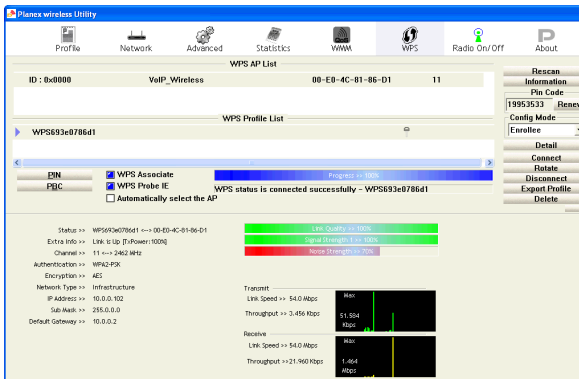 Planex wireless Utility
Profile Network Advanced Statistics WMM WPS Radio On/Off About
WPS AP List
ID : 0x0000 VoIP_Wireless 00-E0-4C-81-86-D1 11
Rescan
Information
Pin Code
19953533 Renew
Config Mode
Enrollee
WPS Profile List
WPS693e0786d1
Detail
Connect
Rotate
Disconnect
Export Profile
Delete
PIN
PBC
WPS Associate
WPS Probe IE
Automatically select the AP
Progress >> 100%
WPS status is connected successfully - WPS693e0786d1
Status >> WPS693e0786d1 <--> 00-E0-4C-81-86-D1
Extra Info >> Link is Up [TxPower:100%]
Channel >> 11 <--> 2462 MHz
Authentication >> WPA2-PSK
Encryption >> AES
Network Type >> Infrastructure
IP Address >> 10.0.0.102
Sub Mask >> 255.0.0.0
Default Gateway >> 10.0.0.2
Link Quality >> 100%
Signal Strength 1 >> 100%
Noise Strength >> 70%
Transmit
Link Speed >> 54.0 Mbps
Throughput >> 3.456 Kbps
Max
51.584
Kbps
Receive
Link Speed >> 54.0 Mbps
Throughput >> 21.960 Kbps
Max
1.464
Mbps